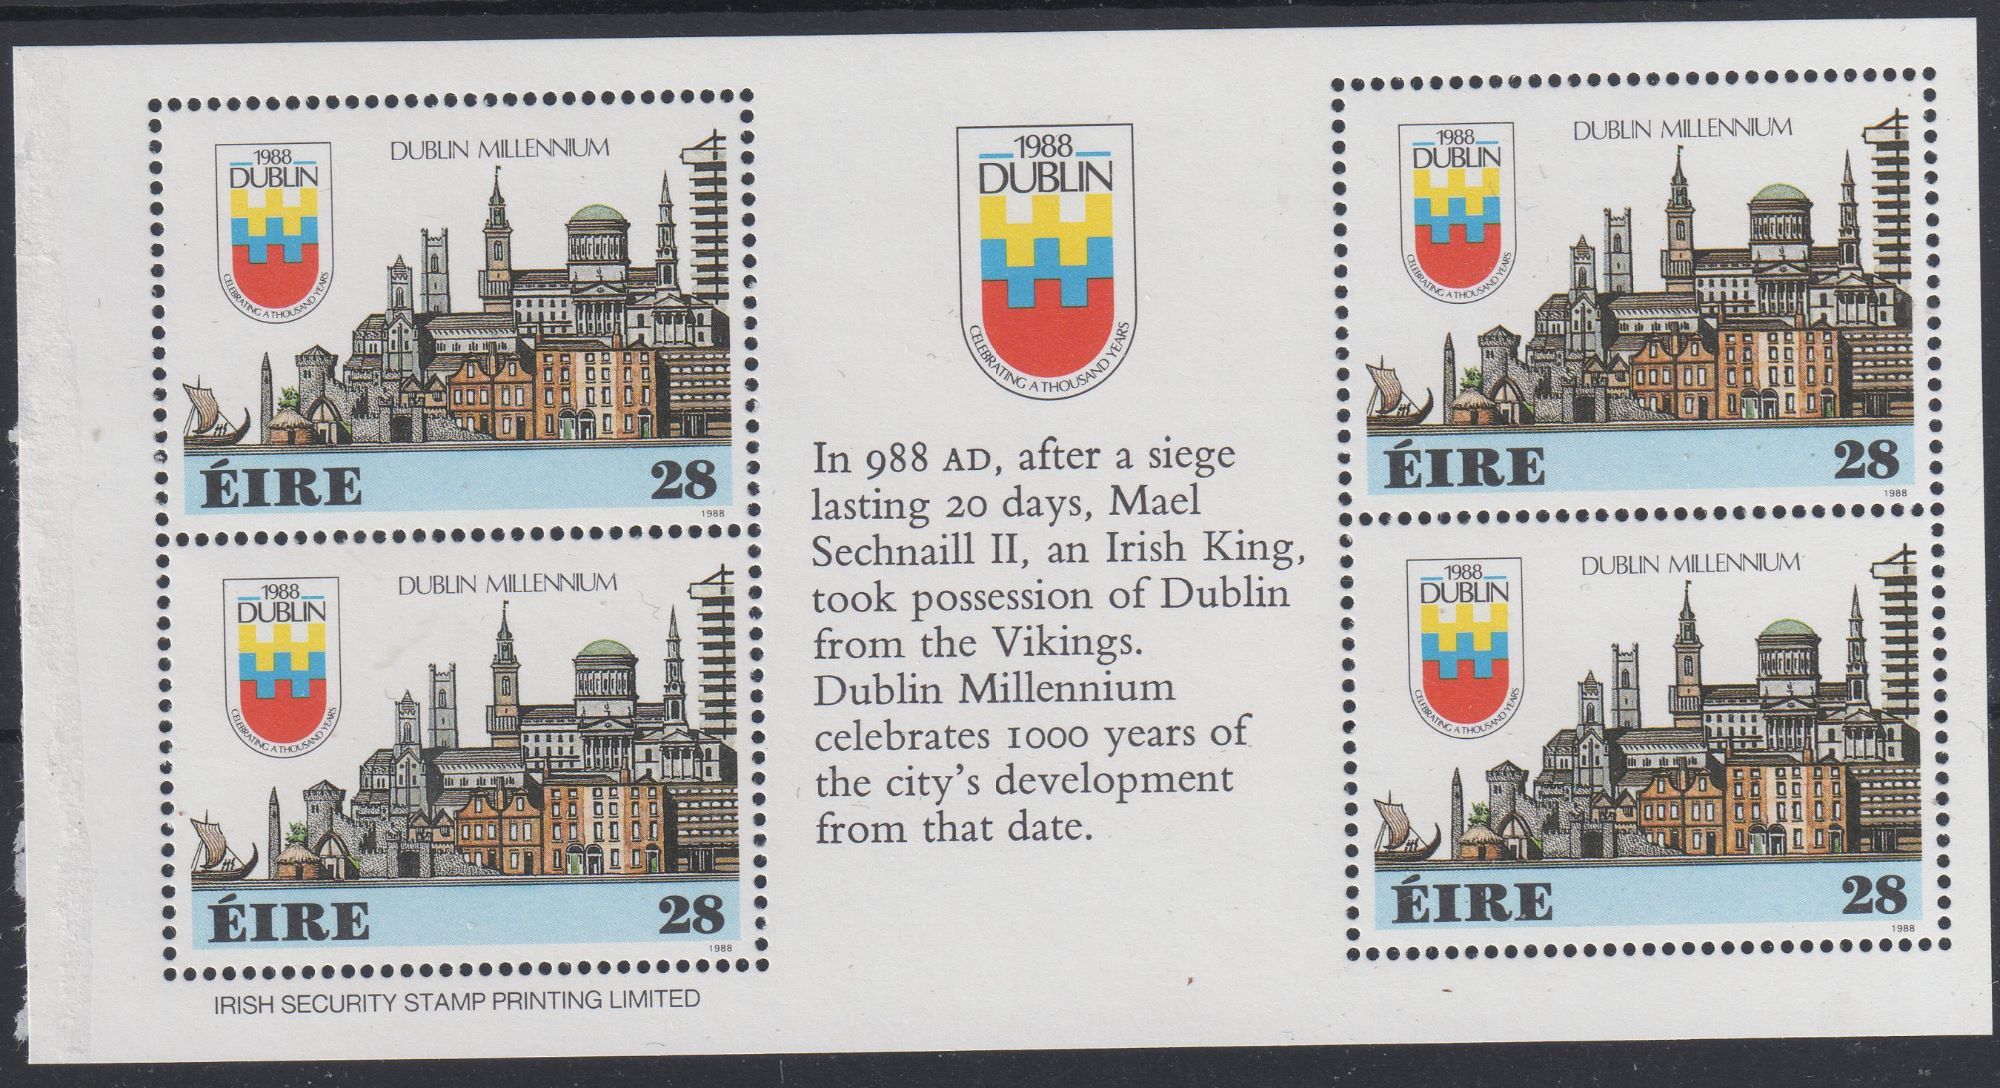 1988
DUBLIN
CELEBRATING A THOUSAND YEARS
DUBLIN MILLENNIUM
ÉIRE 28
1988
1988
DUBLIN
CELEBRATING A THOUSAND YEARS
DUBLIN MILLENNIUM
ÉIRE 28
1988
IRISH SECURITY STAMP PRINTING LIMITED
1988
DUBLIN
CELEBRATING A THOUSAND YEARS
In 988 AD, after a siege
lasting 20 days, Mael
Sechnaill II, an Irish King,
took possession of Dublin
from the Vikings.
Dublin Millennium
celebrates 1000 years of
the city's development
from that date.
1988
DUBLIN
CELEBRATING A THOUSAND YEARS
DUBLIN MILLENNIUM
ÉIRE 28
1988
1988
DUBLIN
CELEBRATING A THOUSAND YEARS
DUBLIN MILLENNIUM
ÉIRE 28
1988